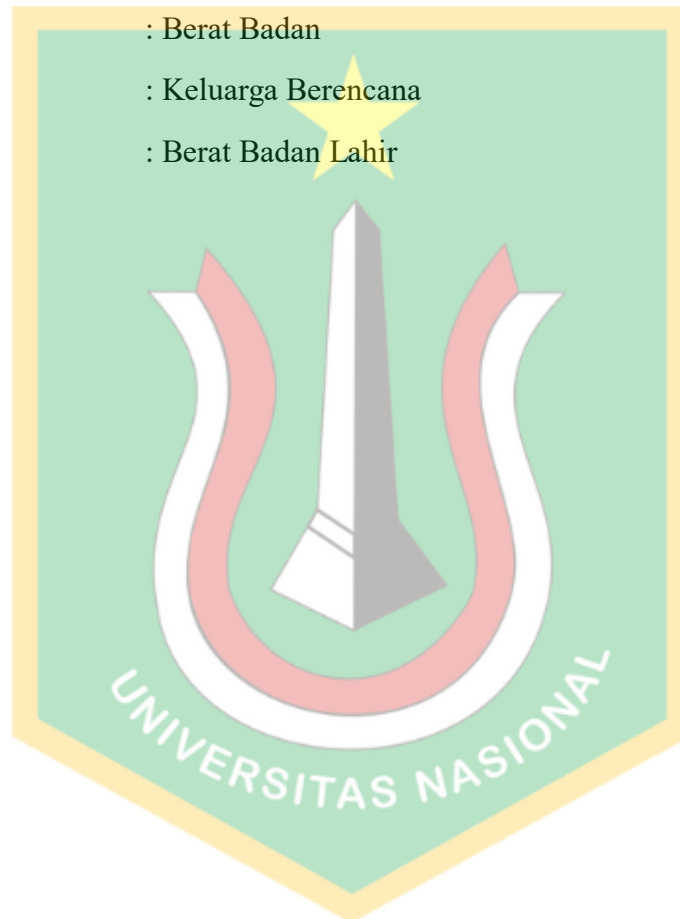 : Berat Badan
: Keluarga Berencana
: Berat Badan Lahir
UNIVERSITAS NASIONAL